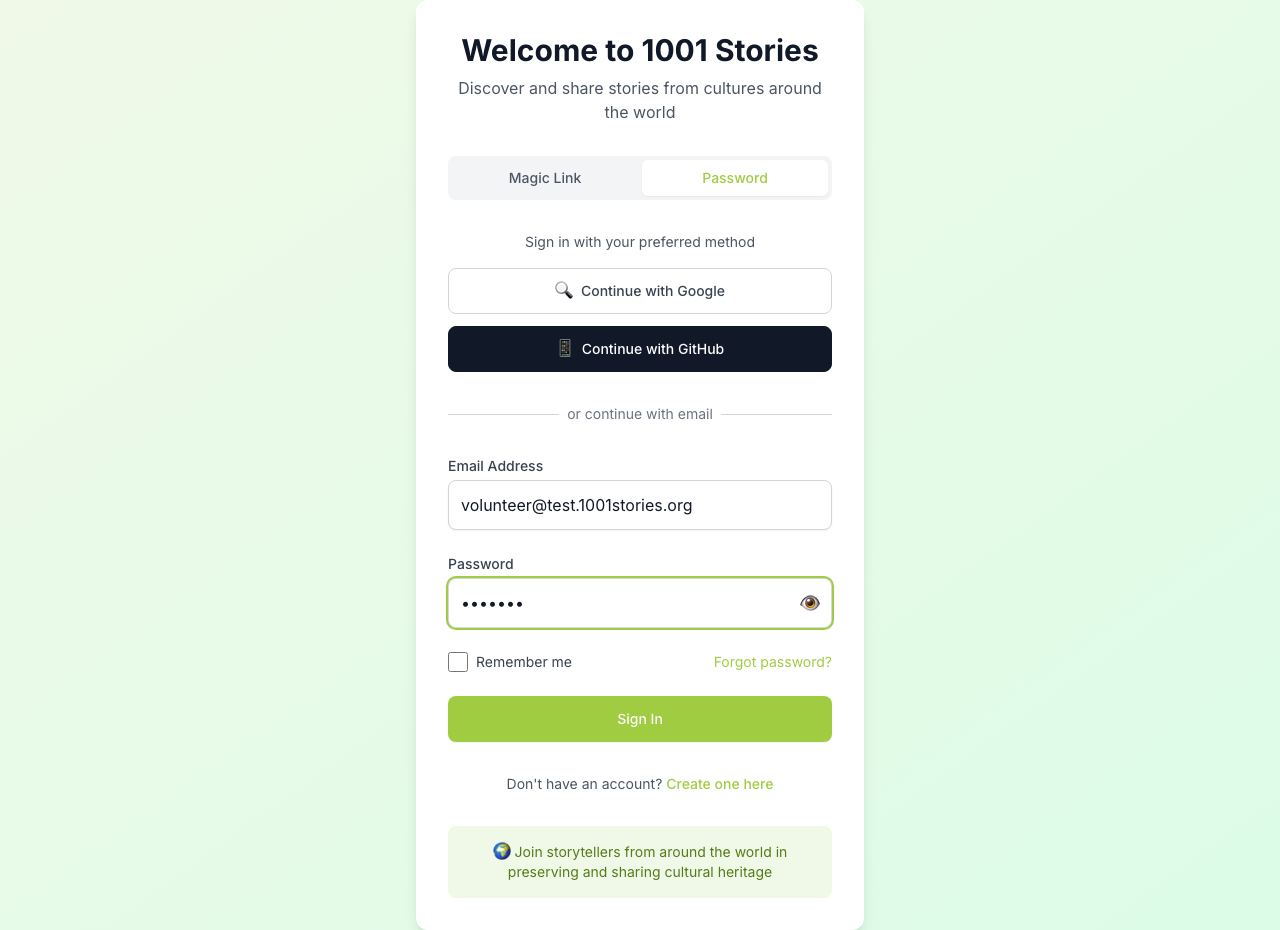 Welcome to 1001 Stories
Discover and share stories from cultures around
the world
Magic Link
Password
Sign in with your preferred method
Continue with Google
Continue with GitHub
or continue with email
Email Address
volunteer@test.1001stories.org
Password
•••••••
Remember me
Forgot password?
Sign In
Don't have an account? Create one here
🌍 Join storytellers from around the world in
preserving and sharing cultural heritage